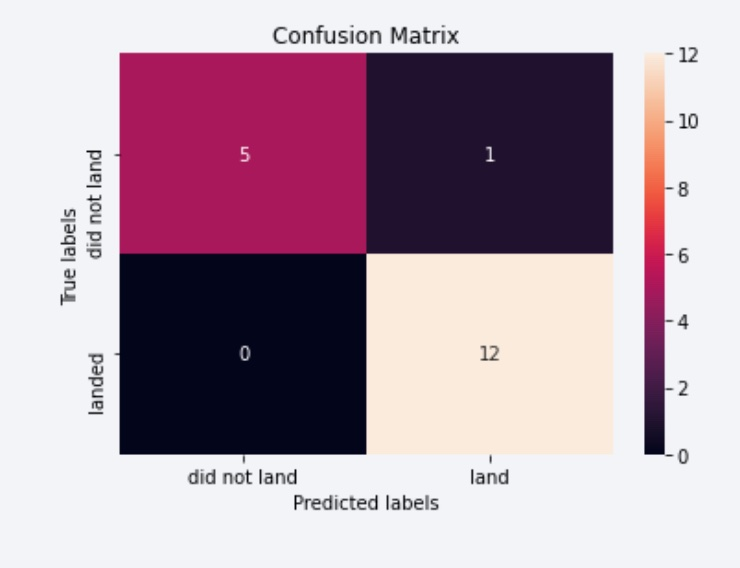 Confusion Matrix
True labels
did not land
landed
5
1
0
12
did not land
land
Predicted labels
12
10
8
6
4
2
0